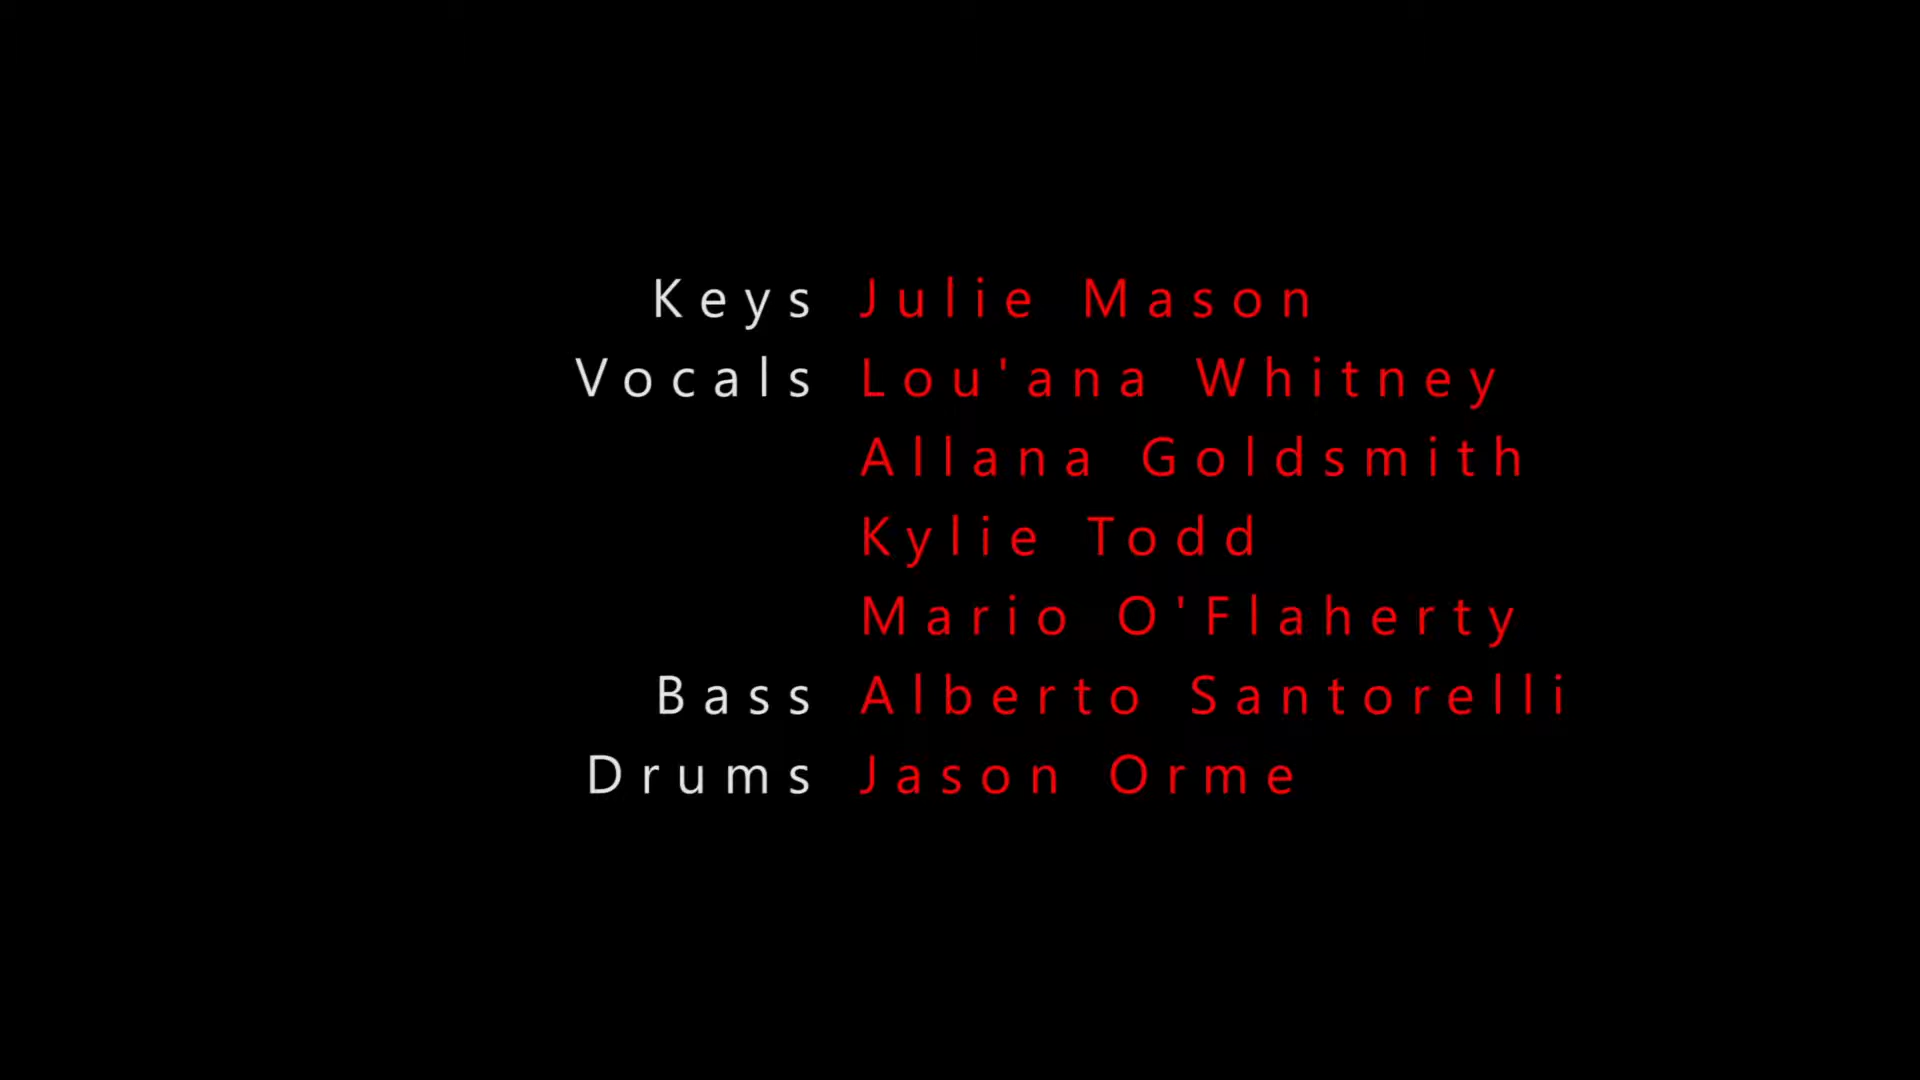 Keys Julie Mason
Vocals Lou'ana Whitney
Allana Goldsmith
Kylie Todd
Mario O'Flaherty
Bass Alberto Santorelli
Drums Jason Orme